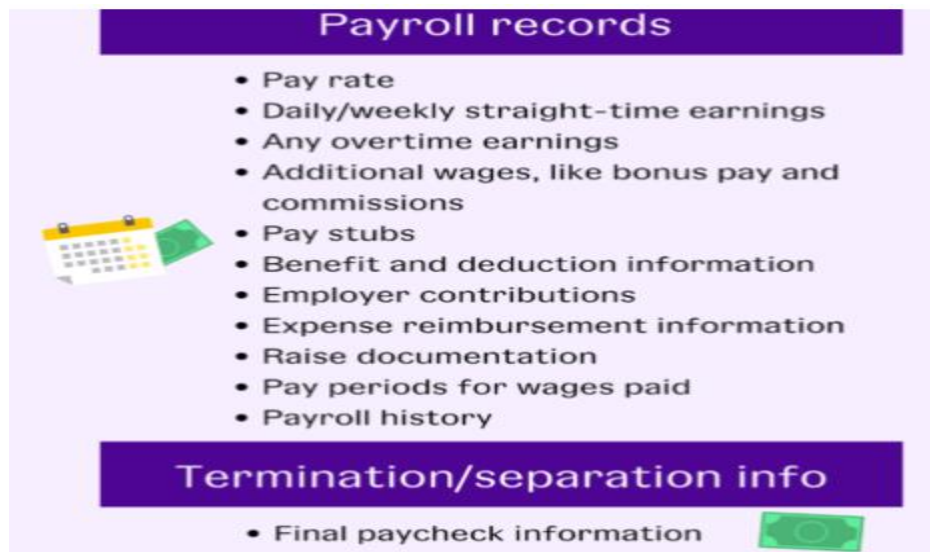 Payroll records
• Pay rate
• Daily/weekly straight-time earnings
• Any overtime earnings
• Additional wages, like bonus pay and
commissions
• Pay stubs
• Benefit and deduction information
• Employer contributions
• Expense reimbursement information
• Raise documentation
• Pay periods for wages paid
• Payroll history
Termination/separation info
• Final paycheck information